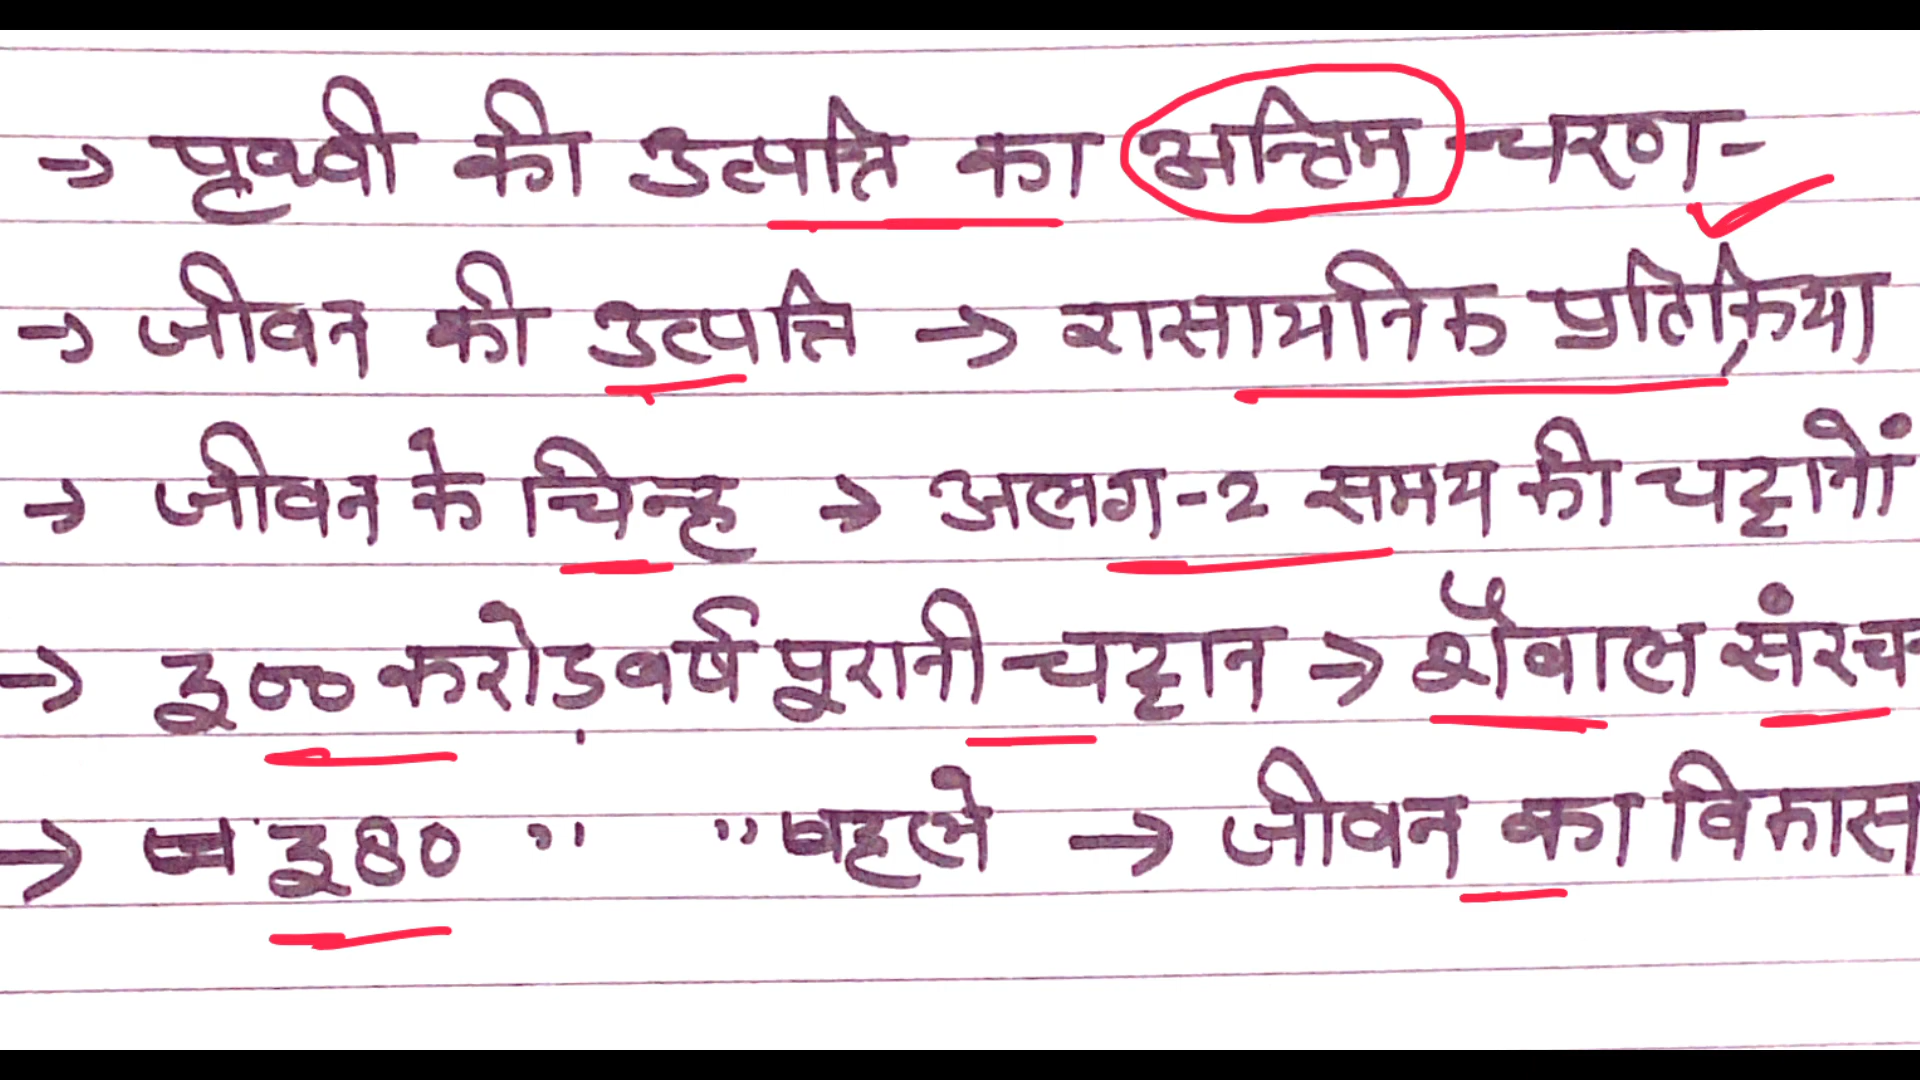 → पृथ्वी की उत्पत्ति का अन्तिम चरण-
→ जीवन की उत्पत्ति → रासायनिक प्रतिक्रिया
→ जीवन के चिन्ह → अलग-2 समय की चट्टानों
→ 300 करोड़ वर्ष पूरानी चट्टान → शैवाल संरच
→ 380 " " पहले → जीवन का विकास